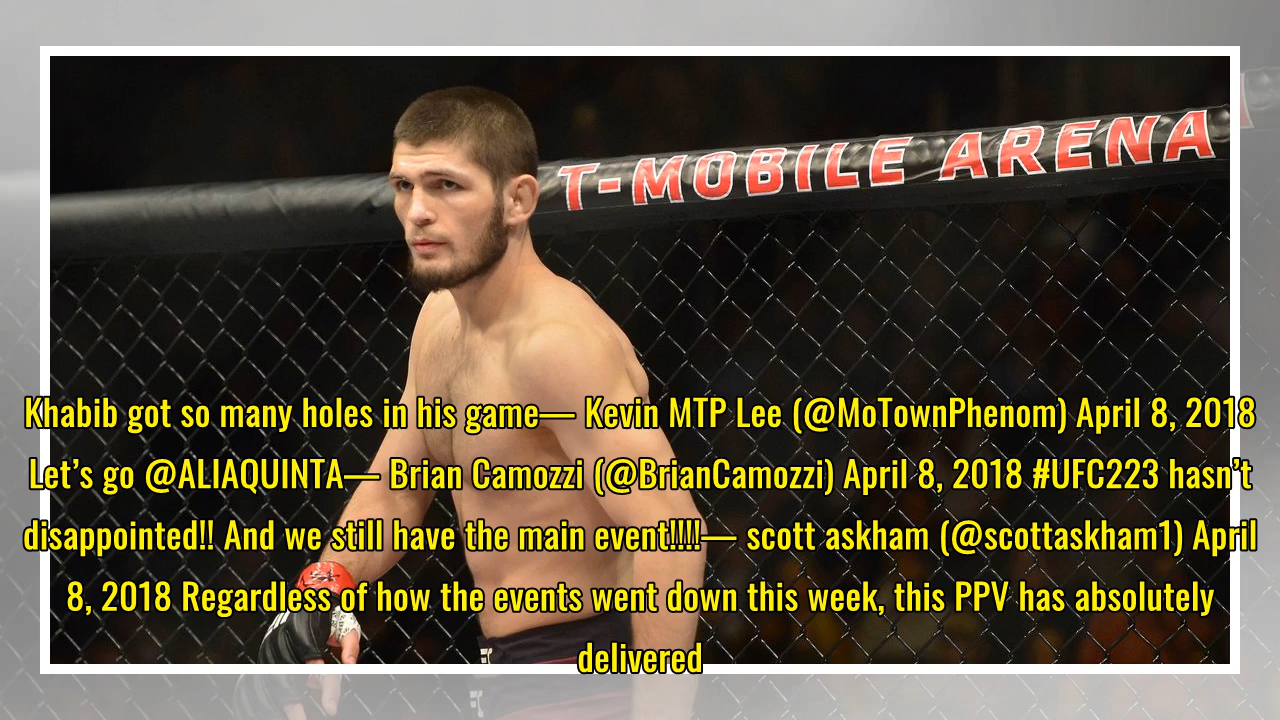 T-MOBILE ARENA
Khabib got so many holes in his game— Kevin MTP Lee (@MoTownPhenom) April 8, 2018
Let’s go @ALIAQUINTA— Brian Camozzi (@BrianCamozzi) April 8, 2018 #UFC223 hasn’t
disappointed!! And we still have the main event!!!!— scott askham (@scottaskham1) April
8, 2018 Regardless of how the events went down this week, this PPV has absolutely
delivered